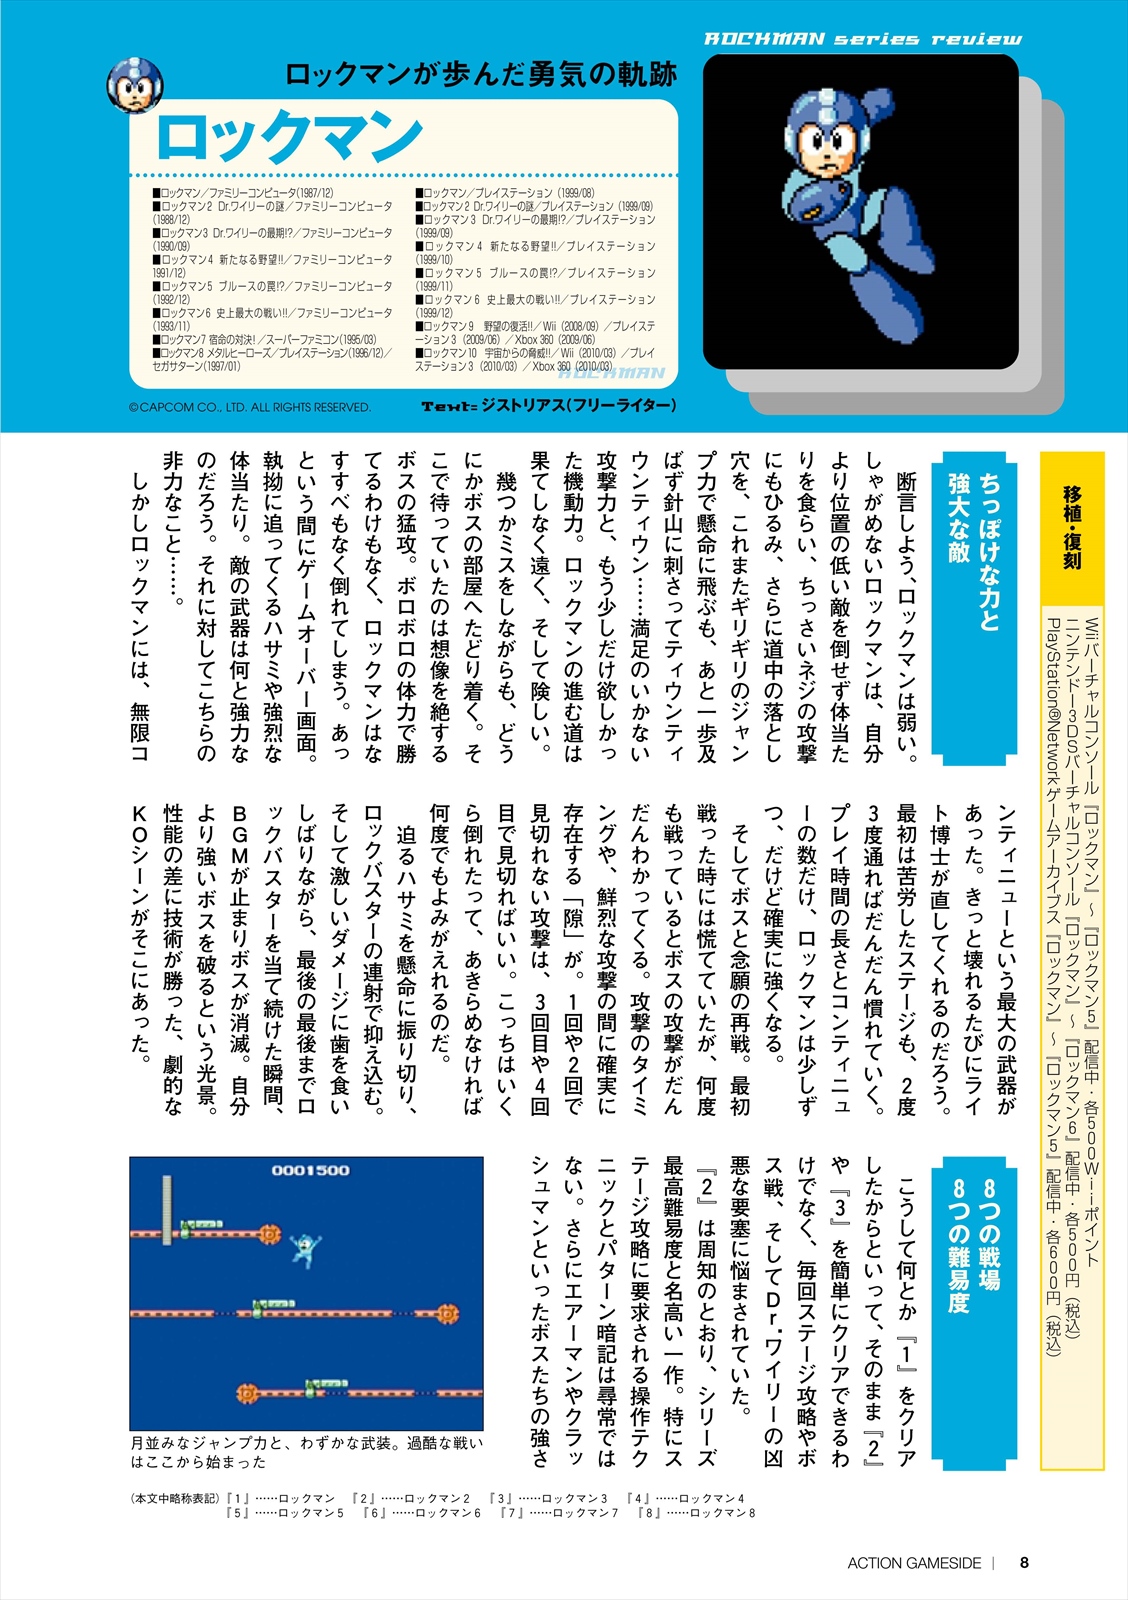 ROCKMAN series review
ロックマンが歩んだ勇気の軌跡
ロックマン
■ロックマン／ファミリーコンピュータ(1987/12)
■ロックマン2 Dr.ワイリーの謎／ファミリーコンピュータ
(1988/12)
■ロックマン3 Dr.ワイリーの最期!?／ファミリーコンピュータ
(1990/09)
■ロックマン4 新たなる野望!!／ファミリーコンピュータ
1991/12)
■ロックマン5 ブルースの罠!?／ファミリーコンピュータ
(1992/12)
■ロックマン6 史上最大の戦い!!／ファミリーコンピュータ
(1993/11)
■ロックマン7 宿命の対決!／スーパーファミコン(1995/03)
■ロックマン8 メタルヒーローズ／プレイステーション(1996/12)／
セガサターン(1997/01)
■ロックマン／プレイステーション (1999/08)
■ロックマン2 Dr.ワイリーの謎／プレイステーション (1999/09)
■ロックマン3 Dr.ワイリーの最期!?／プレイステーション
(1999/09)
■ロックマン4 新たなる野望!!／プレイステーション
(1999/10)
■ロックマン5 ブルースの罠!?／プレイステーション
(1999/11)
■ロックマン6 史上最大の戦い!!／プレイステーション
(1999/12)
■ロックマン9 野望の復活!!／Wii (2008/09) ／プレイステ
ーション3 (2009/06) ／Xbox 360 (2009/06)
■ロックマン10 宇宙からの脅威!!／Wii (2010/03) ／プレイ
ステーション3 (2010/03) ／Xbox 360 (2010/03)
ROCKMAN
©CAPCOM CO., LTD. ALL RIGHTS RESERVED.
Text=ジストリアス(フリーライター)
移植・復刻
Wiiバーチャルコンソール『ロックマン』～『ロックマン5』配信中・各500Wiiポイント
ニンテンドー3DSバーチャルコンソール『ロックマン』～『ロックマン6』配信中・各500円（税込）
PlayStation®Networkゲームアーカイブス『ロックマン』～『ロックマン5』配信中・各600円（税込）
ちっぽけな力と
強大な敵
断言しよう、ロックマンは弱い。
しゃがめないロックマンは、自分
より位置の低い敵を倒せず体当た
りを食らい、ちっさいネジの攻撃
にもひるみ、さらに道中の落とし
穴を、これまたギリギリのジャン
プ力で懸命に飛ぶも、あと一歩及
ばず針山に刺さってティウンティ
ウンティウン……満足のいかない
攻撃力と、もう少しだけ欲しかっ
た機動力。ロックマンの進む道は
果てしなく遠く、そして険しい。
幾つかミスをしながらも、どう
にかボスの部屋へたどり着く。そ
こで待っていたのは想像を絶する
ボスの猛攻。ボロボロの体力で勝
てるわけもなく、ロックマンはな
すすべもなく倒れてしまう。あっ
という間にゲームオーバー画面。
執拗に追ってくるハサミや強烈な
体当たり。敵の武器は何と強力な
のだろう。それに対してこちらの
非力なこと……。
しかしロックマンには、無限コ
ンティニューという最大の武器が
あった。きっと壊れるたびにライ
ト博士が直してくれるのだろう。
最初は苦労したステージも、2度
3度通ればだんだん慣れていく。
プレイ時間の長さとコンティニュ
ーの数だけ、ロックマンは少しず
つ、だけど確実に強くなる。
そしてボスと念願の再戦。最初
戦った時には慌てていたが、何度
も戦っているとボスの攻撃がだん
だんわかってくる。攻撃のタイミ
ングや、鮮烈な攻撃の間に確実に
存在する「隙」が。1回や2回で
見切れない攻撃は、3回目や4回
目で見切ればいい。こっちはいく
ら倒れたって、あきらめなければ
何度でもよみがえれるのだ。
迫るハサミを懸命に振り切り、
ロックバスターの連射で抑え込む。
そして激しいダメージに歯を食い
しばりながら、最後の最後までロ
ックバスターを当て続けた瞬間、
BGMが止まりボスが消滅。自分
より強いボスを破るという光景。
性能の差に技術が勝った、劇的な
KOシーンがそこにあった。
8つの戦場
8つの難易度
こうして何とか『1』をクリア
したからといって、そのまま『2』
や『3』を簡単にクリアできるわ
けでなく、毎回ステージ攻略やボ
ス戦、そしてDr.ワイリーの凶
悪な要塞に悩まされていた。
『2』は周知のとおり、シリーズ
最高難易度と名高い一作。特にス
テージ攻略に要求される操作テク
ニックとパターン暗記は尋常では
ない。さらにエアーマンやクラッ
シュマンといったボスたちの強さ
0001500
月並みなジャンプ力と、わずかな武装。過酷な戦い
はここから始まった
（本文中略称表記）『1』……ロックマン 『2』……ロックマン2 『3』……ロックマン3 『4』……ロックマン4
『5』……ロックマン5 『6』……ロックマン6 『7』……ロックマン7 『8』……ロックマン8
ACTION GAMESIDE | 8